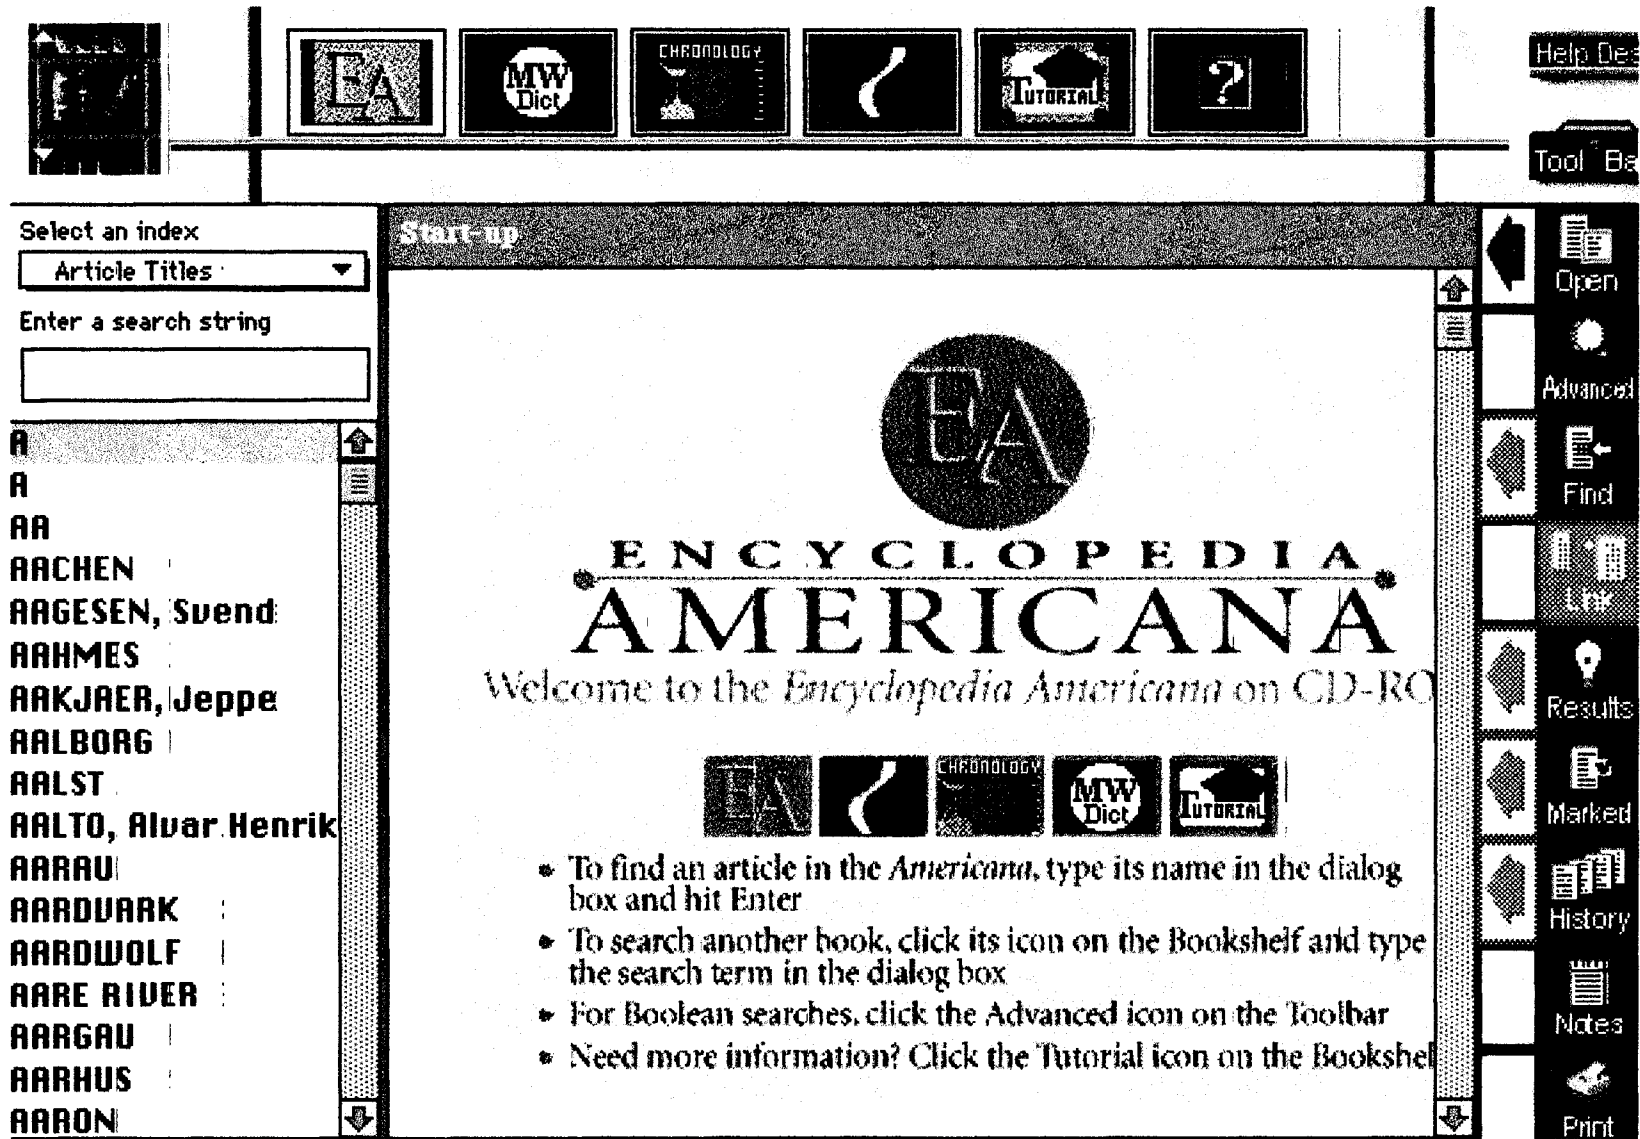 EA
MW
Dict
CHRONOLOGY
TUTORIAL
?
Help Des
Tool Ba
Select an index
Article Titles
Enter a search string
A
A
AA
AACHEN
AAGESEN, Svend
AAHMES
AAKJAER, Jeppe
AALBORG
AALST
AALTO, Alvar Henrik
AARAU
AARDVARK
AARDWOLF
AARE RIVER
AARGAU
AARHUS
AARON
Start-up
EA
ENCYCLOPEDIA
AMERICANA
Welcome to the Encyclopedia Americana on CD-RO
EA
CHRONOLOGY
MW
Dict
TUTORIAL
• To find an article in the Americana, type its name in the dialog
box and hit Enter
• To search another book, click its icon on the Bookshelf and type
the search term in the dialog box
• For Boolean searches, click the Advanced icon on the Toolbar
• Need more information? Click the Tutorial icon on the Bookshel
Open
Advanced
Find
Link
Results
Marked
History
Notes
Print